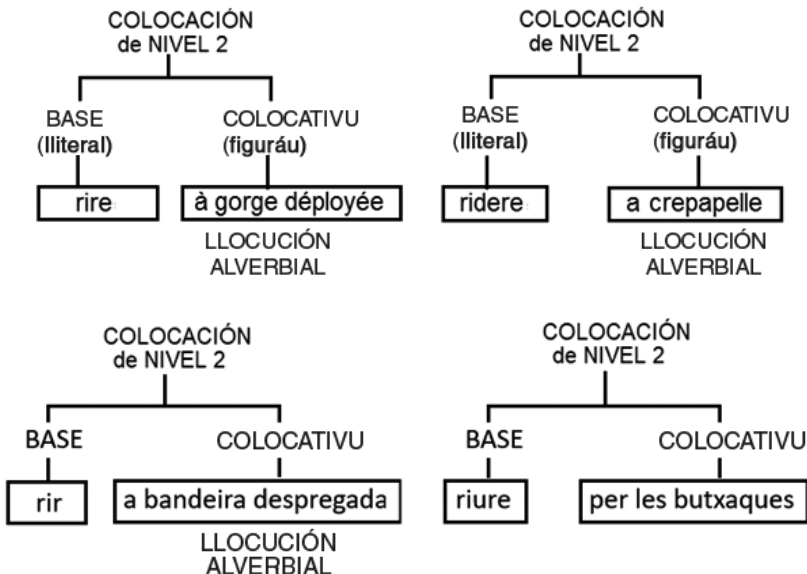 COLOCACIÓN
de NIVEL 2
BASE
(lliteral)
COLOCATIVU
(figuráu)
rire
à gorge déployée
LLOCUCIÓN
ALVERBIAL
COLOCACIÓN
de NIVEL 2
BASE
(lliteral)
COLOCATIVU
(figuráu)
ridere
a crepapelle
LLOCUCIÓN
ALVERBIAL
COLOCACIÓN
de NIVEL 2
BASE
COLOCATIVU
rir
a bandeira despregada
LLOCUCIÓN
ALVERBIAL
COLOCACIÓN
de NIVEL 2
BASE
COLOCATIVU
riure
per les butxaques